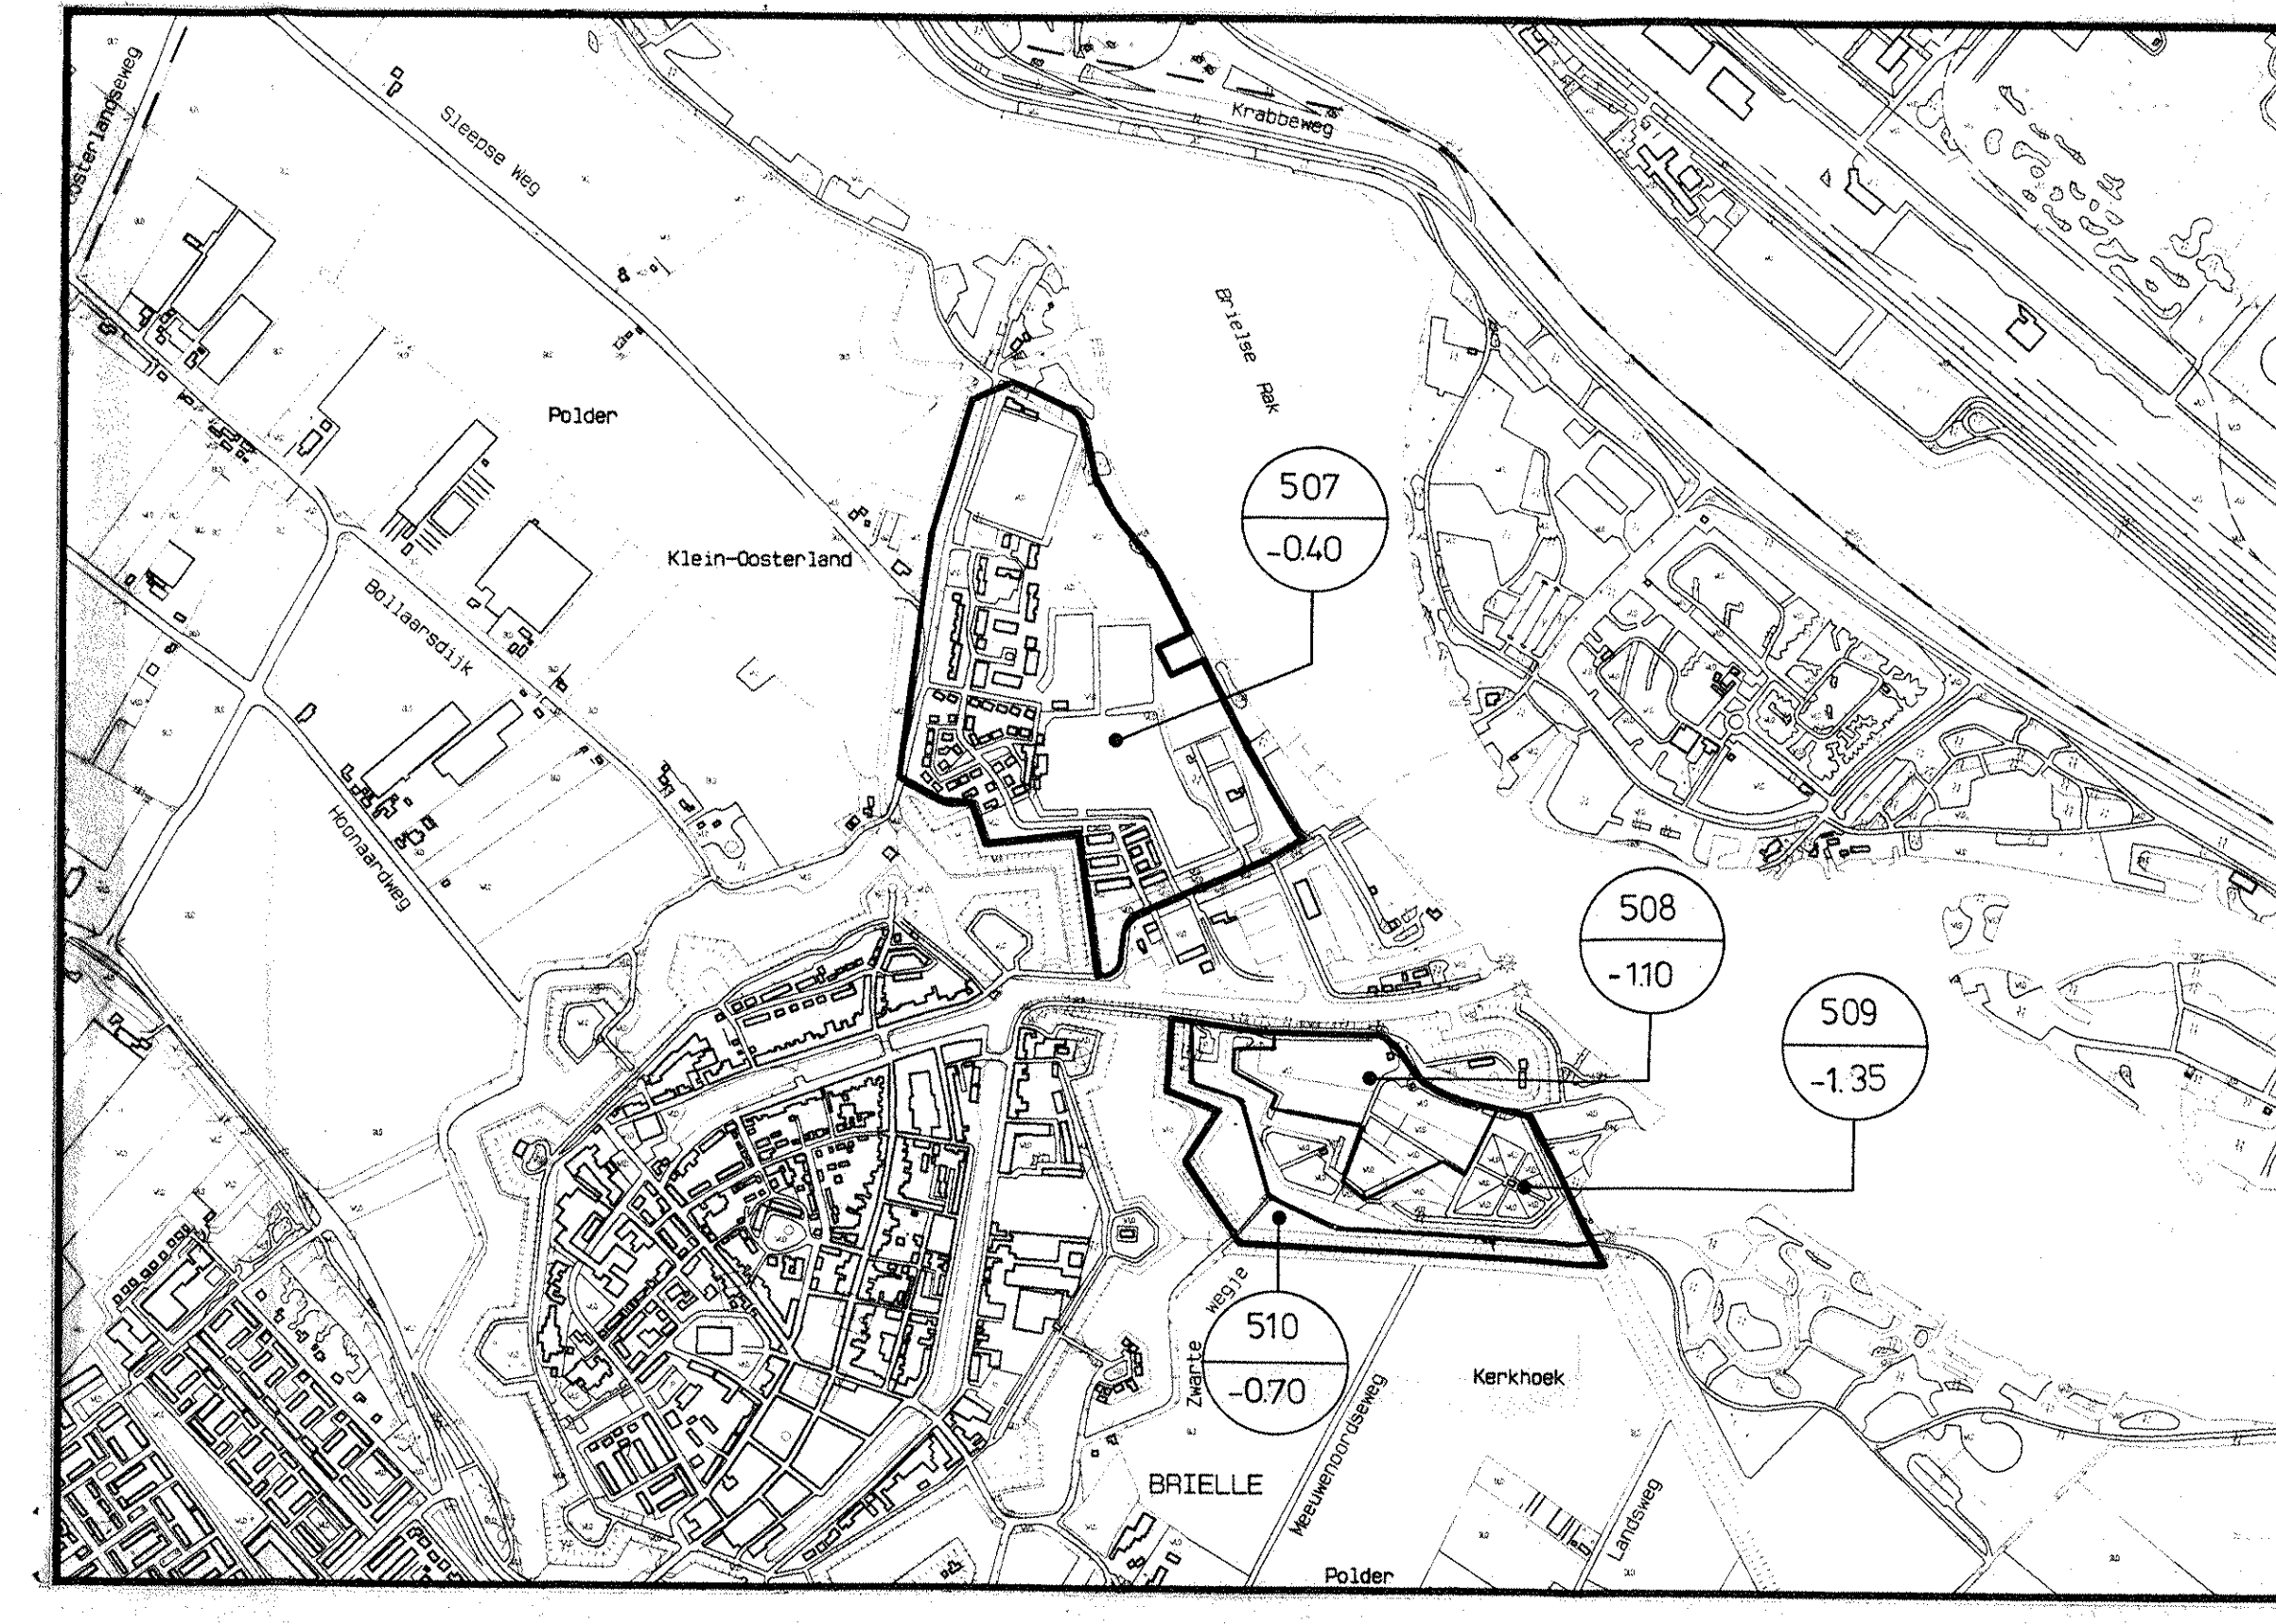 Oosterlandseweg
Sleepse Weg
Krabbeweg
Brielse Rak
Polder
Klein-Oosterland
507
-0.40
Bollaarsdijk
Hoonaardweg
508
-1.10
509
-1.35
510
-0.70
Zwarte wegje
Kerkhoek
Meeuwenoordseweg
BRIELLE
Landsweg
Polder